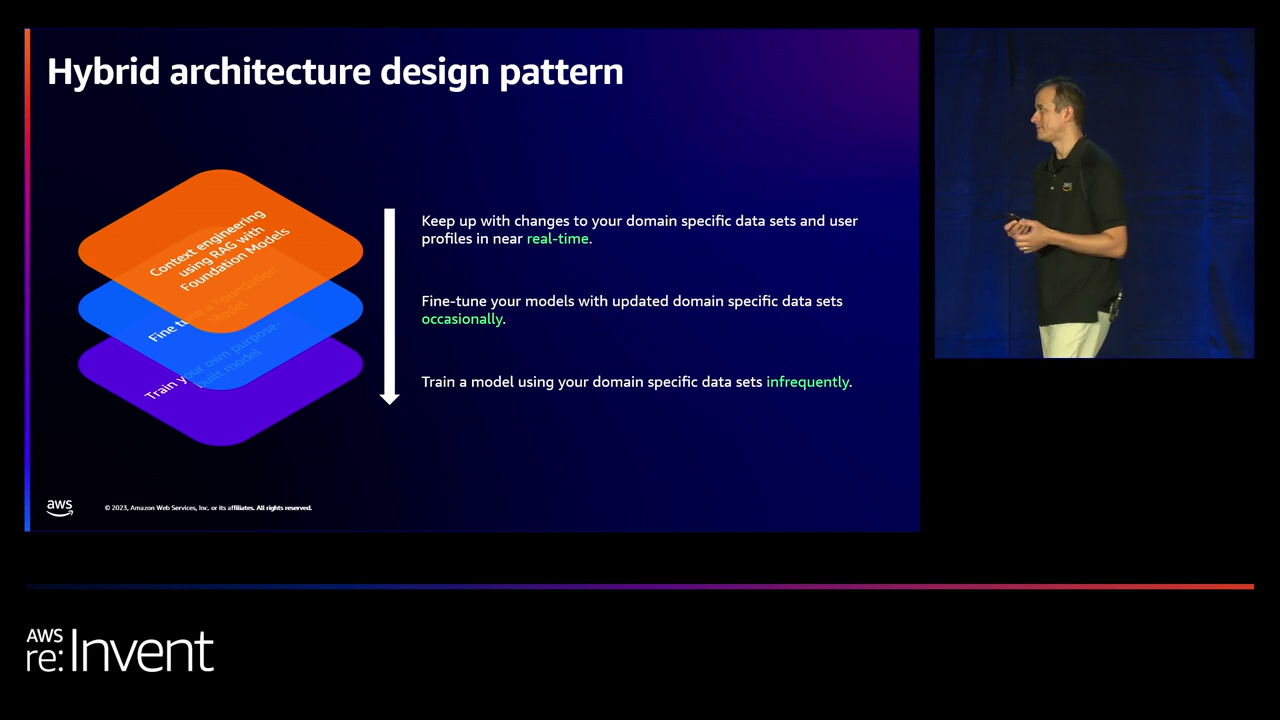 Hybrid architecture design pattern
Context engineering
using RAG with
Foundation Models
Fine tune a Foundation
Model
Train your own purpose-
built model
Keep up with changes to your domain specific data sets and user
profiles in near real-time.
Fine-tune your models with updated domain specific data sets
occasionally.
Train a model using your domain specific data sets infrequently.
aws
© 2023, Amazon Web Services, Inc. or its affiliates. All rights reserved.
aws
AWS
re:Invent